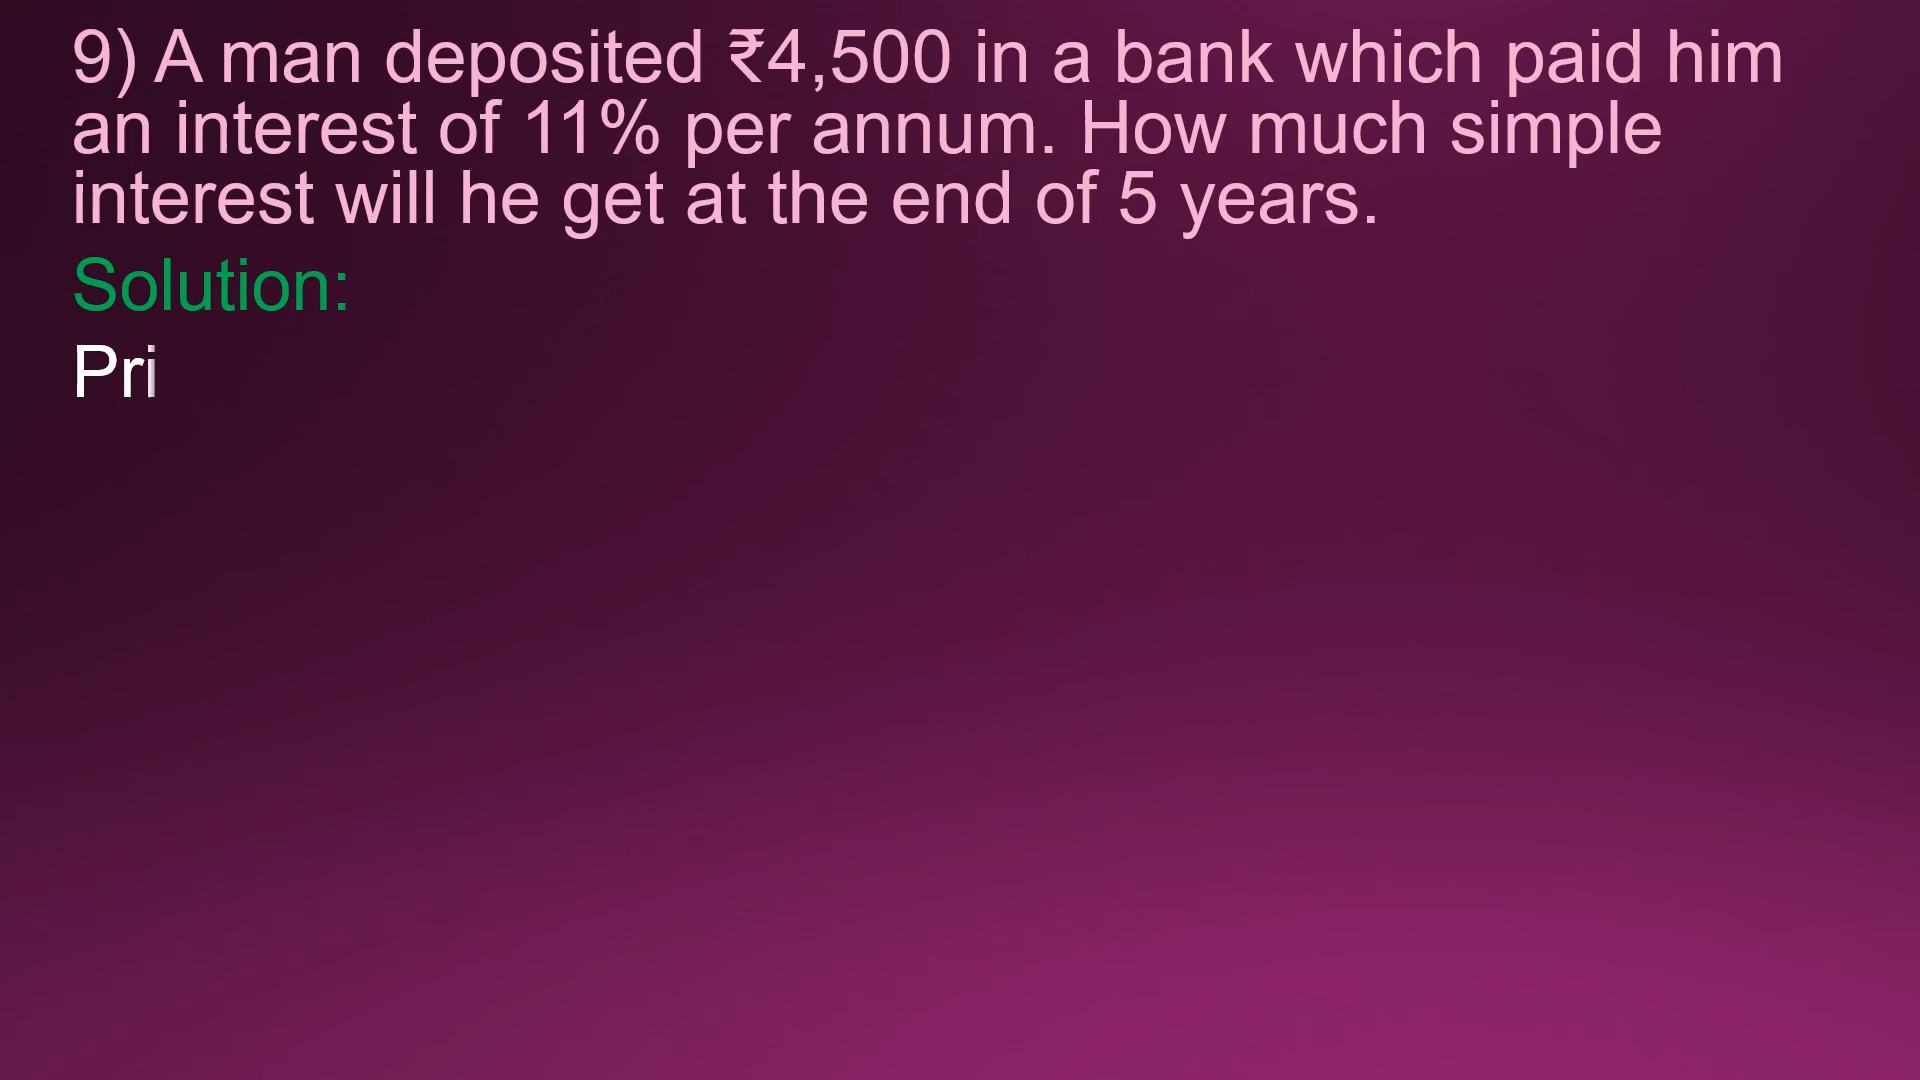 9) A man deposited ₹4,500 in a bank which paid him
an interest of 11% per annum. How much simple
interest will he get at the end of 5 years.
Solution:
Pri